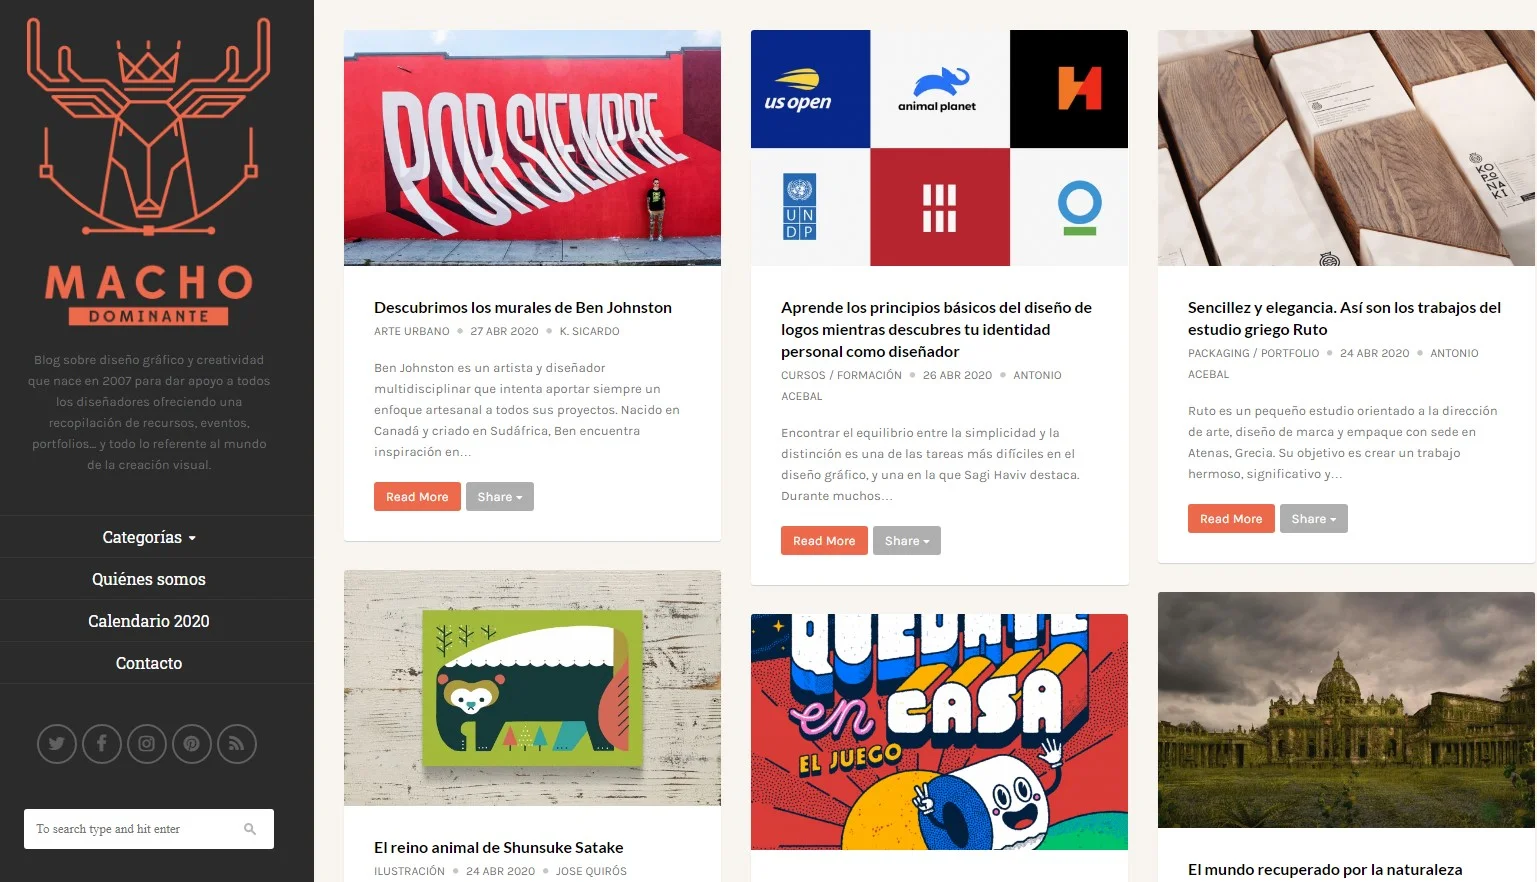 MACHO
DOMINANTE
Blog sobre diseño gráfico y creatividad
que nace en 2007 para dar apoyo a todos
los diseñadores ofreciendo una
recopilación de recursos, eventos,
portfolios... y todo lo referente al mundo
de la creación visual.
Categorías
Quiénes somos
Calendario 2020
Contacto
To search type and hit enter
POR SIEMPRE
Descubrimos los murales de Ben Johnston
ARTE URBANO • 27 ABR 2020 • K. SICARDO
Ben Johnston es un artista y diseñador
multidisciplinar que intenta aportar siempre un
enfoque artesanal a todos sus proyectos. Nacido en
Canadá y criado en Sudáfrica, Ben encuentra
inspiración en…
Read More Share
El reino animal de Shunsuke Satake
ILUSTRACIÓN • 24 ABR 2020 • JOSE QUIRÓS
us open
animal planet
H
UN
DP
Aprende los principios básicos del diseño de
logos mientras descubres tu identidad
personal como diseñador
CURSOS / FORMACIÓN • 26 ABR 2020 • ANTONIO
ACEBAL
Encontrar el equilibrio entre la simplicidad y la
distinción es una de las tareas más difíciles en el
diseño gráfico, y una en la que Sagi Haviv destaca.
Durante muchos…
Read More Share
QUÉDATE
en CASA
EL JUEGO
Sencillez y elegancia. Así son los trabajos del
estudio griego Ruto
PACKAGING / PORTFOLIO • 24 ABR 2020 • ANTONIO
ACEBAL
Ruto es un pequeño estudio orientado a la dirección
de arte, diseño de marca y empaque con sede en
Atenas, Grecia. Su objetivo es crear un trabajo
hermoso, significativo y…
Read More Share
El mundo recuperado por la naturaleza